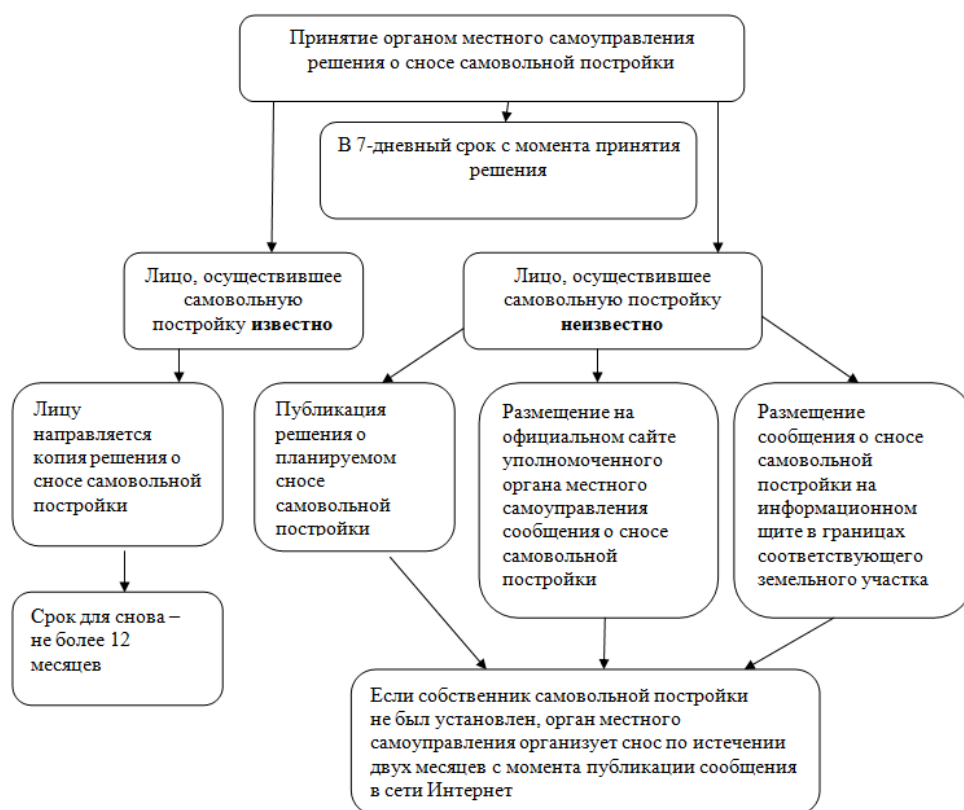 Принятие органом местного самоуправления
решения о сносе самовольной постройки
В 7-дневный срок с момента принятия
решения
Лицо, осуществившее
самовольную
постройку известно
Лицо, осуществившее
самовольную постройку
неизвестно
Лицу
направляется
копия решения о
сносе самовольной
постройки
Публикация
решения о
планируемом
сносе
самовольной
постройки
Размещение на
официальном сайте
уполномоченного
органа местного
самоуправления
сообщения о сносе
самовольной
постройки
Размещение
сообщения о сносе
самовольной
постройки на
информационном
щите в границах
соответствующего
земельного участка
Срок для снова –
не более 12
месяцев
Если собственник самовольной постройки
не был установлен, орган местного
самоуправления организует снос по истечении
двух месяцев с момента публикации сообщения
в сети Интернет